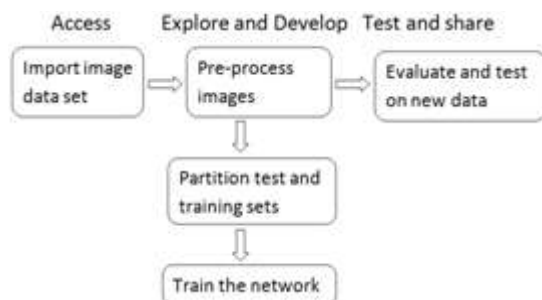 Access Explore and Develop Test and share
Import image
data set
Pre-process
images
Evaluate and test
on new data
Partition test and
training sets
Train the network